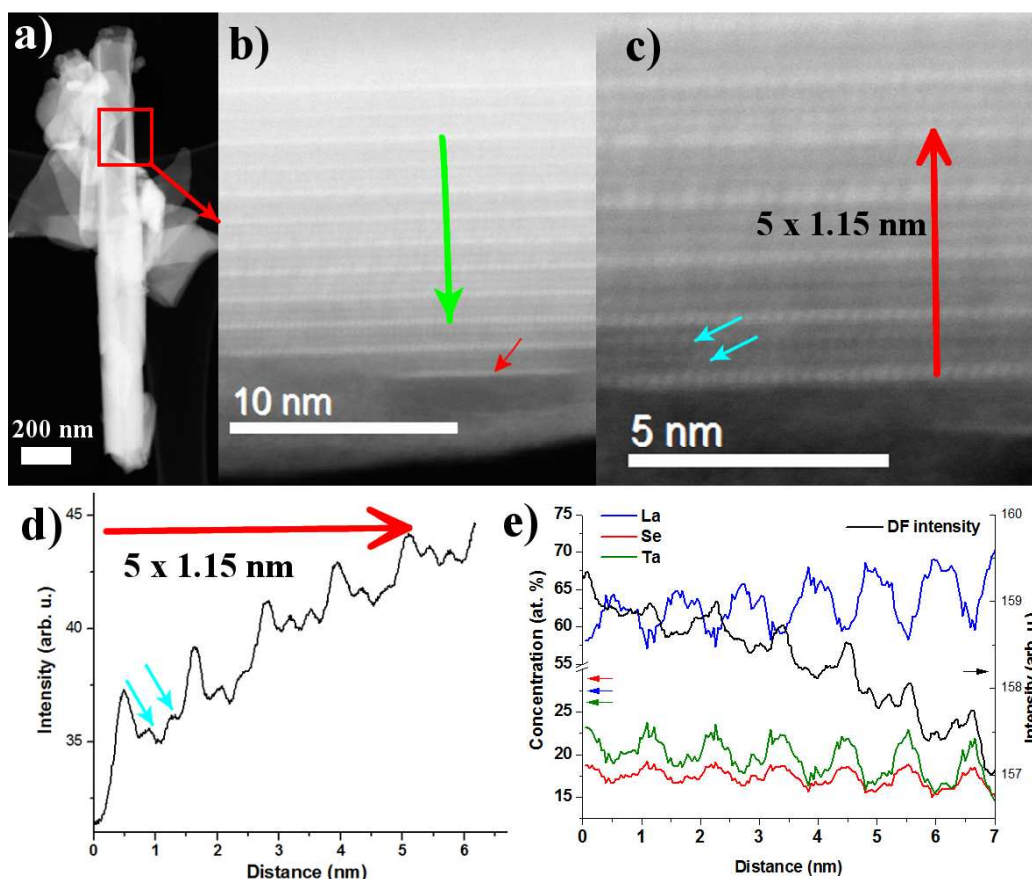 a)
200 nm
b)
10 nm
c)
5 x 1.15 nm
5 nm
d)
5 x 1.15 nm
45
40
35
Intensity (arb. u.)
0 1 2 3 4 5 6
Distance (nm)
e)
La
Se
Ta
DF intensity
75
70
65
60
55
25
20
15
Concentration (at. %)
160
159
158
157
Intensity (arb u.)
0 1 2 3 4 5 6 7
Distance (nm)